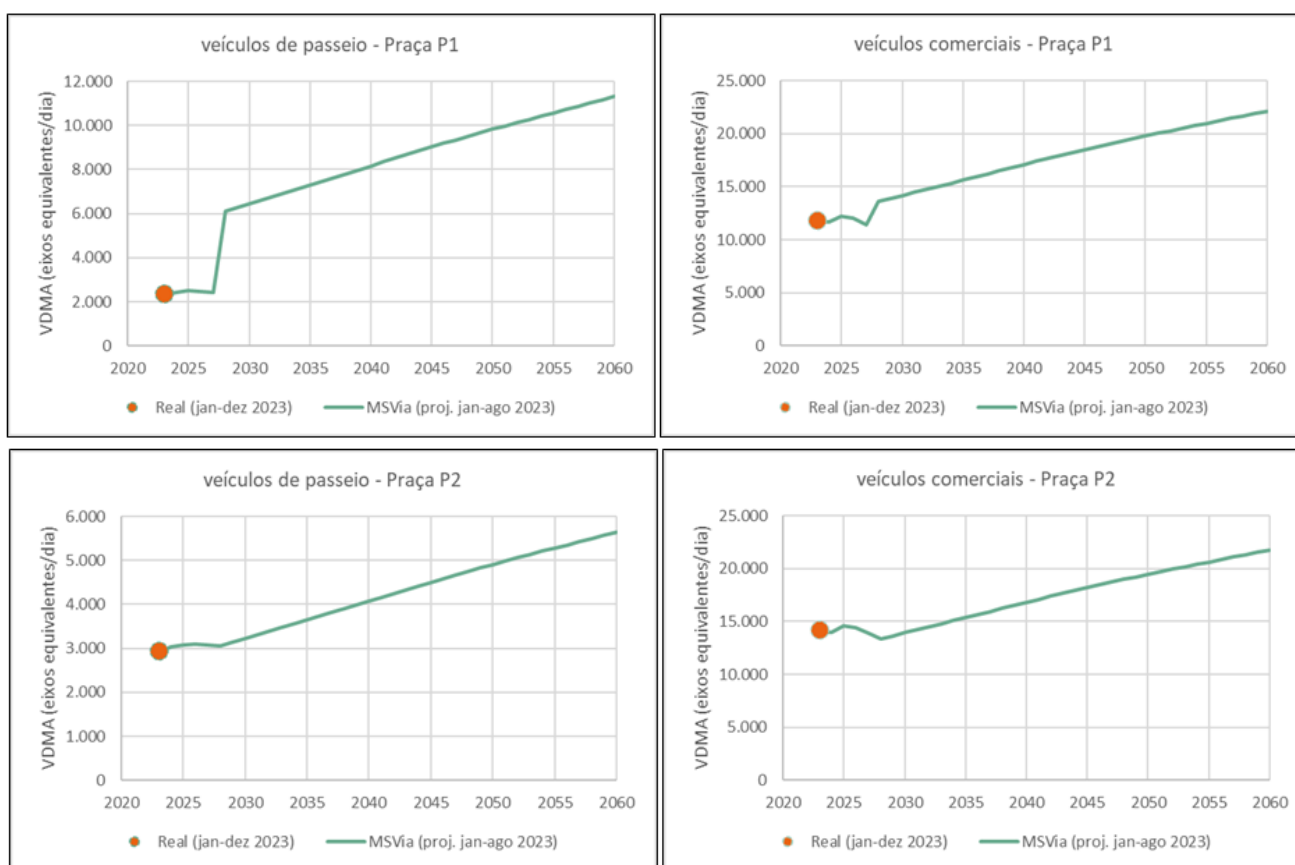 veículos de passeio - Praça P1
VDMA (eixos equivalentes/dia)
12.000
10.000
8.000
6.000
4.000
2.000
0
2020 2025 2030 2035 2040 2045 2050 2055 2060
Real (jan-dez 2023) MSVia (proj. jan-ago 2023)
veículos comerciais - Praça P1
VDMA (eixos equivalentes/dia)
25.000
20.000
15.000
10.000
5.000
0
2020 2025 2030 2035 2040 2045 2050 2055 2060
Real (jan-dez 2023) MSVia (proj. jan-ago 2023)
veículos de passeio - Praça P2
VDMA (eixos equivalentes/dia)
6.000
5.000
4.000
3.000
2.000
1.000
0
2020 2025 2030 2035 2040 2045 2050 2055 2060
Real (jan-dez 2023) MSVia (proj. jan-ago 2023)
veículos comerciais - Praça P2
VDMA (eixos equivalentes/dia)
25.000
20.000
15.000
10.000
5.000
0
2020 2025 2030 2035 2040 2045 2050 2055 2060
Real (jan-dez 2023) MSVia (proj. jan-ago 2023)